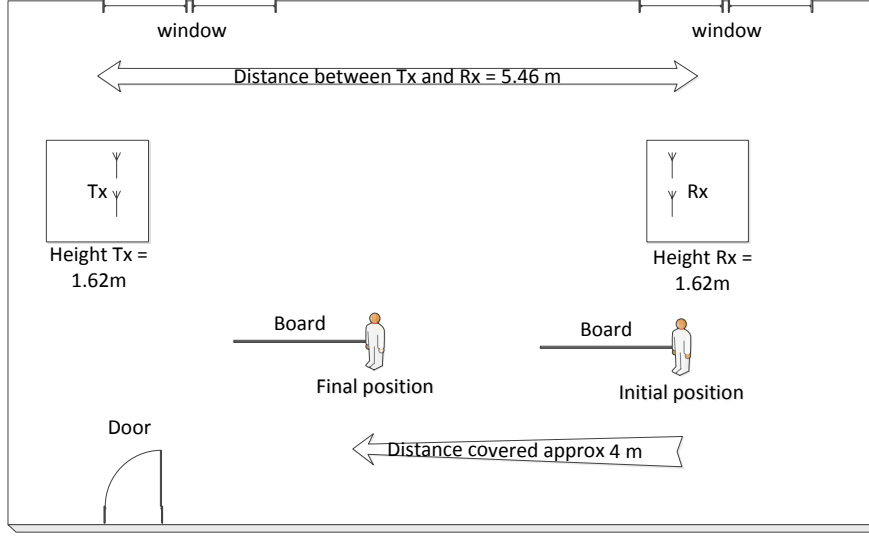 window
window
Distance between Tx and Rx = 5.46 m
Tx
Rx
Height Tx =
1.62m
Height Rx =
1.62m
Board
Board
Final position
Initial position
Door
Distance covered approx 4 m